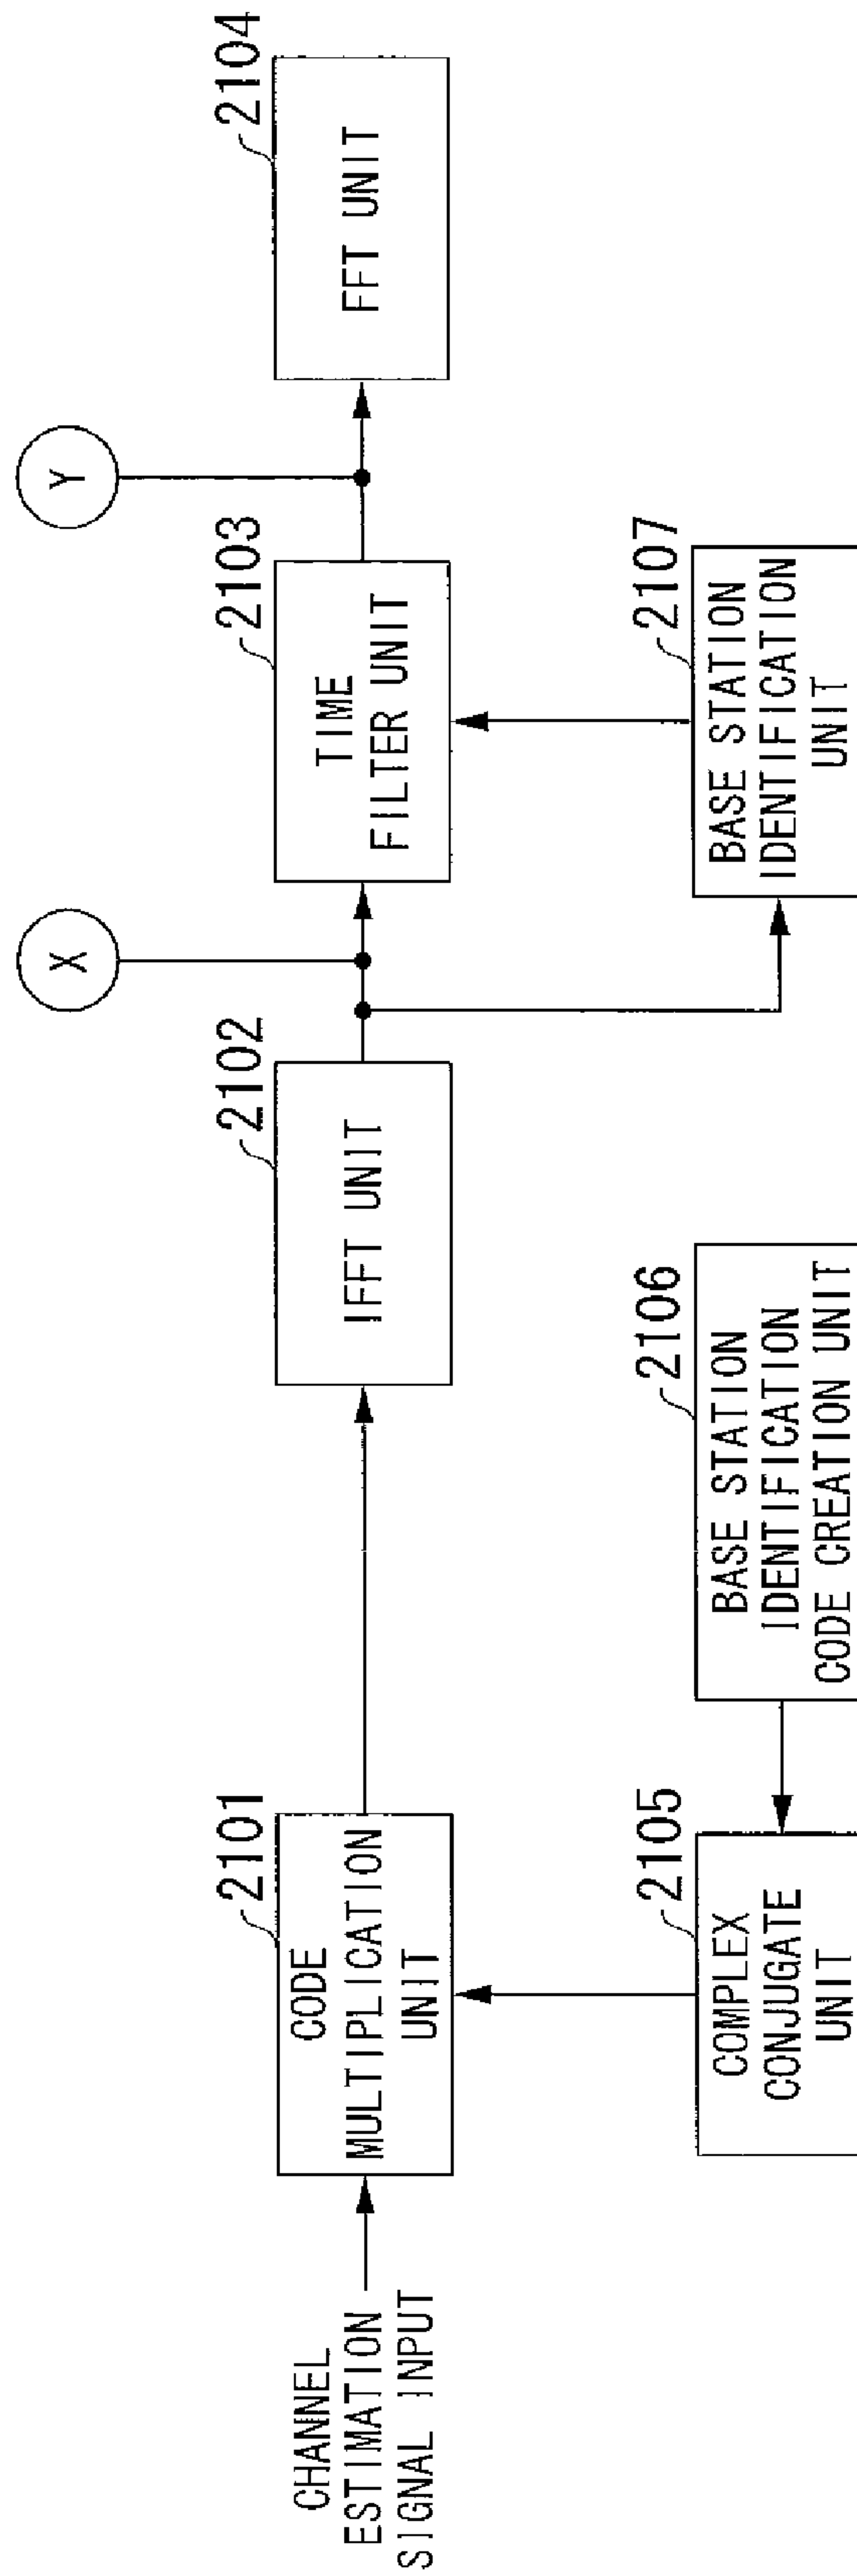 CHANNEL
ESTIMATION
SIGNAL INPUT
2101
CODE
MULTIPLICATION
UNIT
2102
IFFT UNIT
X
2103
TIME
FILTER UNIT
Y
2104
FFT UNIT
2105
COMPLEX
CONJUGATE
UNIT
2106
BASE STATION
IDENTIFICATION
CODE CREATION UNIT
2107
BASE STATION
IDENTIFICATION
UNIT